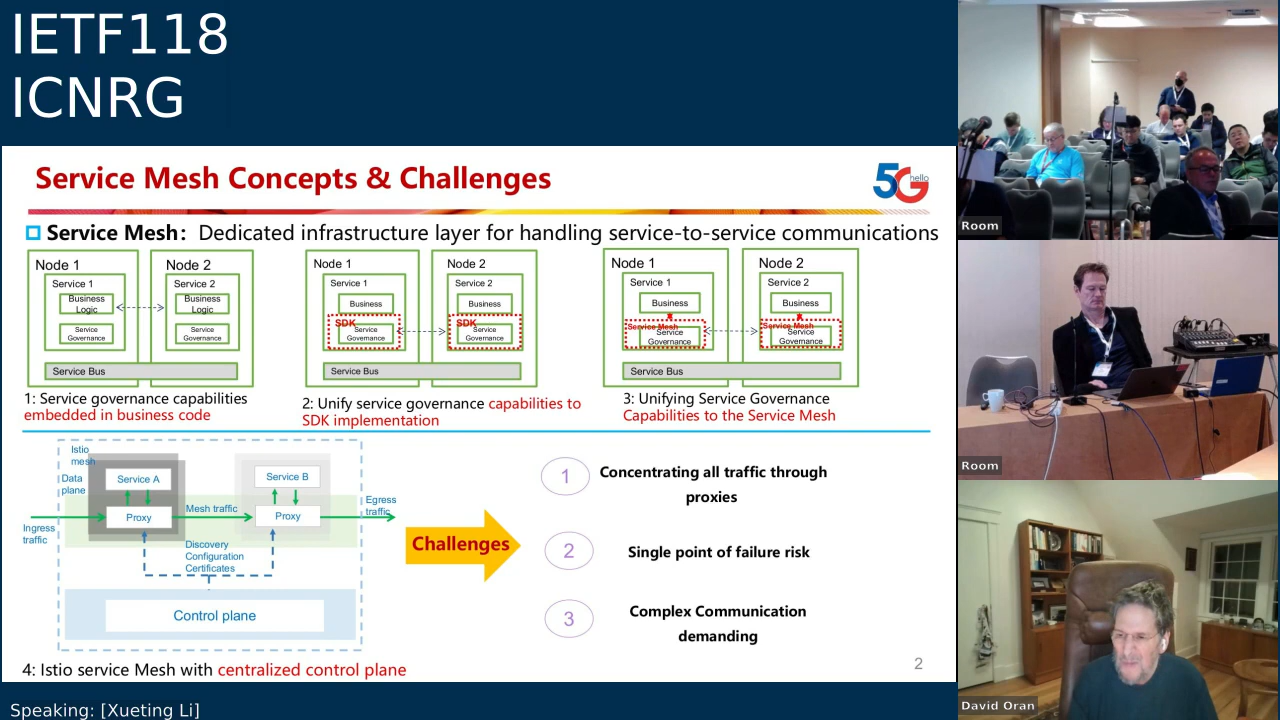 IETF118
ICNRG
Service Mesh Concepts & Challenges
5G hello
Service Mesh: Dedicated infrastructure layer for handling service-to-service communications
Node 1
Node 2
Service 1
Service 2
Business
Logic
Business
Logic
Service
Governance
Service
Governance
Service Bus
1: Service governance capabilities
embedded in business code
Node 1
Node 2
Service 1
Service 2
Business
Business
SDK
SDK
Service
Governance
Service
Governance
Service Bus
2: Unify service governance capabilities to
SDK implementation
Node 1
Node 2
Service 1
Service 2
Business
Business
Service Mesh
Service Mesh
Service
Governance
Service
Governance
Service Bus
3: Unifying Service Governance
Capabilities to the Service Mesh
Istio
mesh
Data
plane
Service A
Service B
Proxy
Mesh traffic
Proxy
Egress
traffic
Ingress
traffic
Discovery
Configuration
Certificates
Control plane
4: Istio service Mesh with centralized control plane
Challenges
1
Concentrating all traffic through
proxies
2
Single point of failure risk
3
Complex Communication
demanding
2
Speaking: [Xueting Li]
Room
Room
David Oran